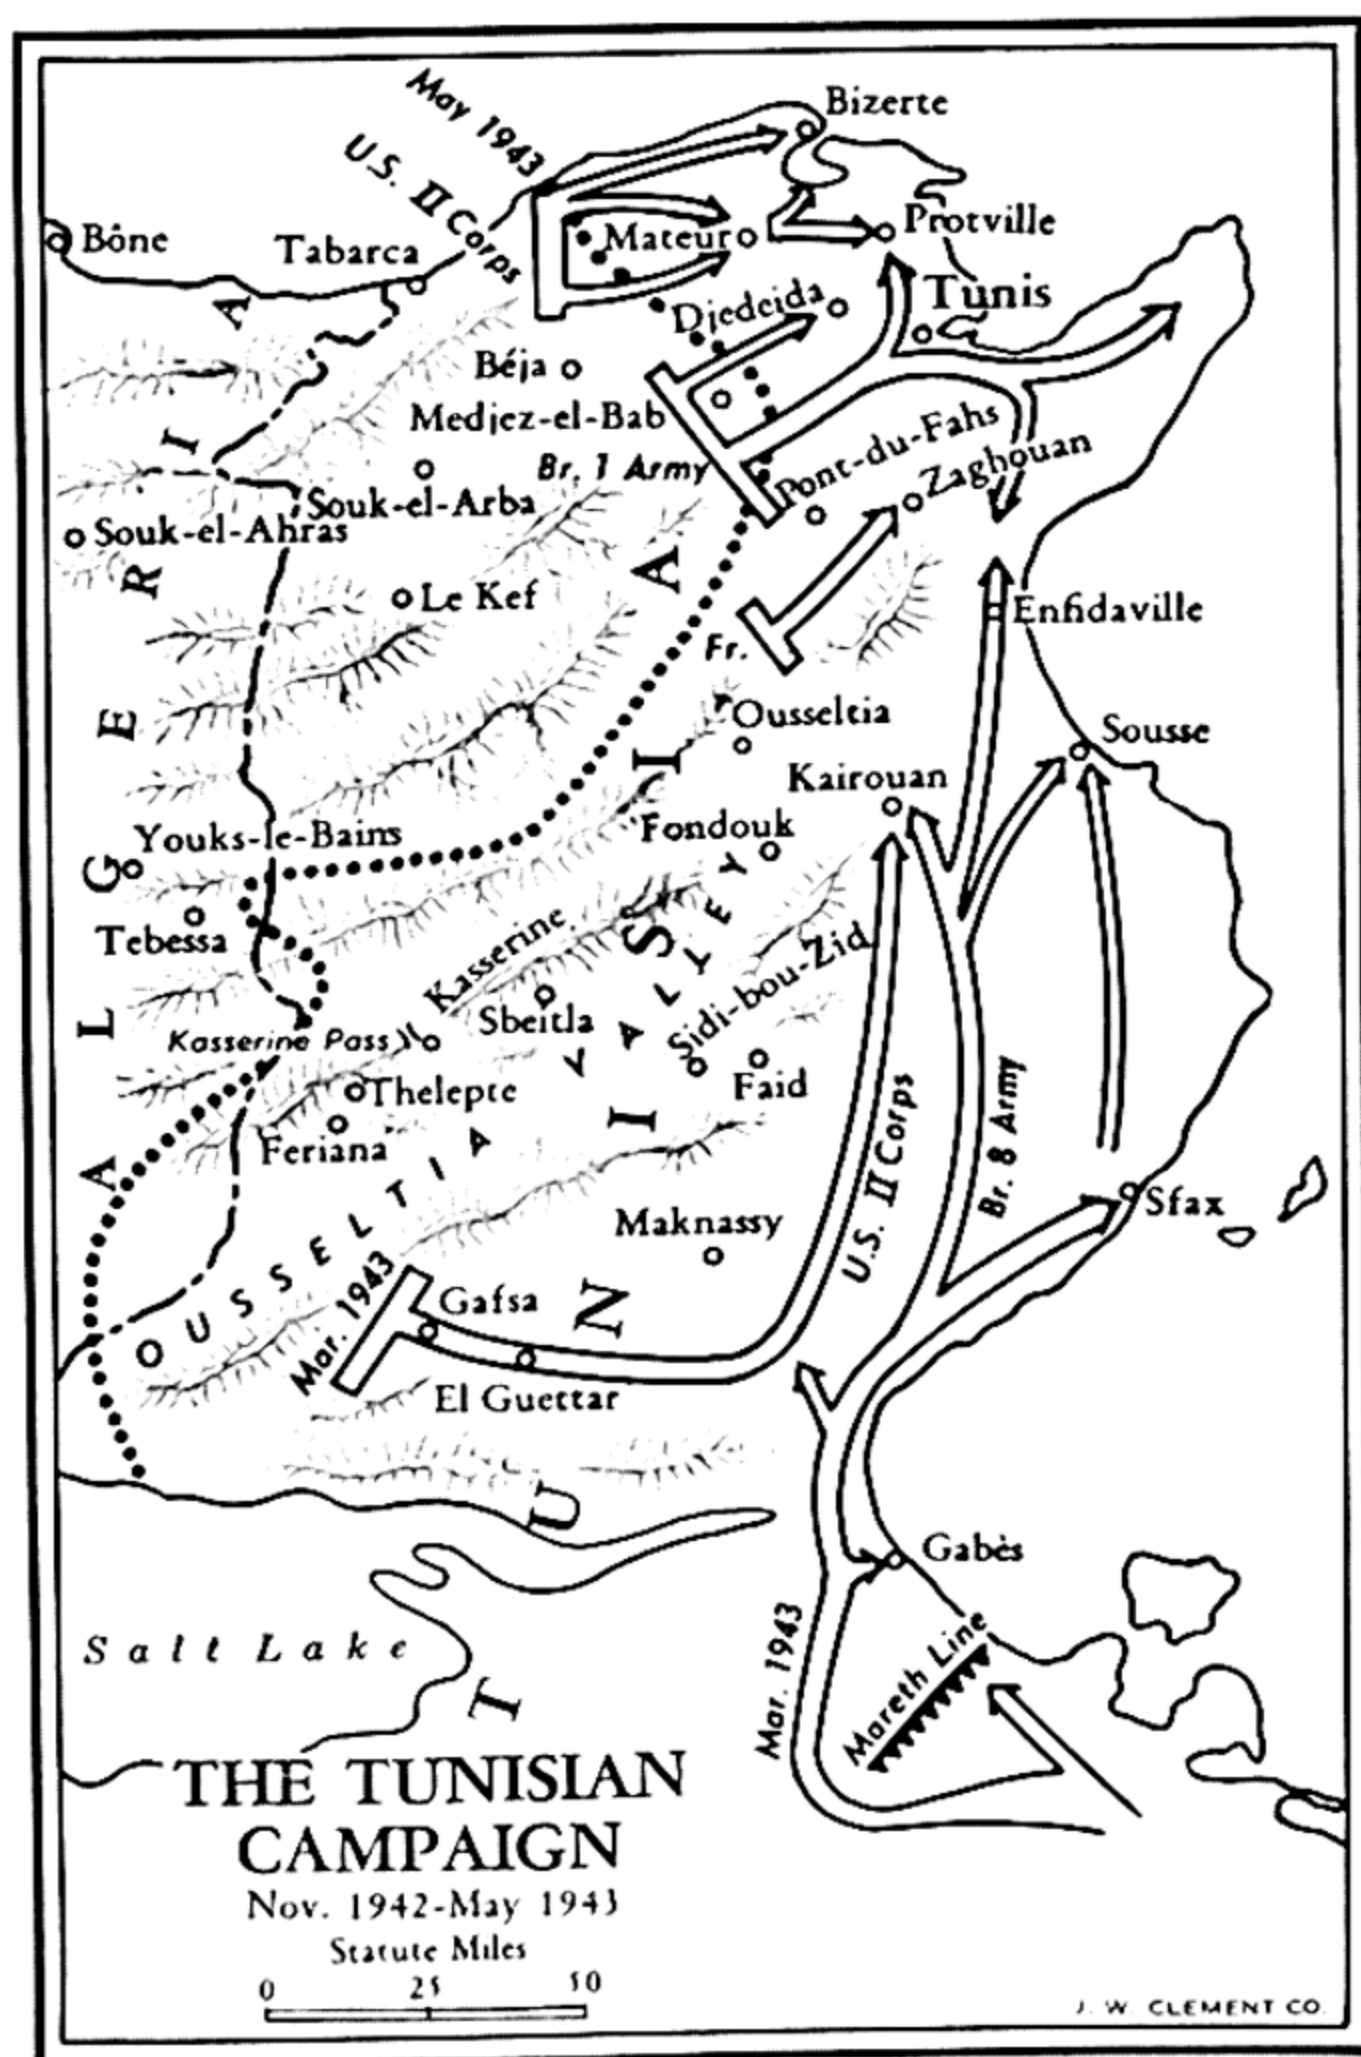 May 1943
U.S. II Corps
Bizerte
Bône
Tabarca
Mateur
Protville
Tunis
Djedeida
Béja
Medjez-el-Bab
Br. 1 Army
Pont-du-Fahs
Zaghouan
Souk-el-Arba
Souk-el-Ahras
Le Kef
Fr.
Enfidaville
Ousseltia
Sousse
Kairouan
Fondouk
Youks-le-Bains
Tebessa
Kasserine
Sbeitla
Sidi-bou-Zid
Faid
Kasserine Pass
Thelepte
Feriana
OUSSELTIA VALLEY
ALGERIA
TUNISIA
Maknassy
U.S. II Corps
Br. 8 Army
Sfax
Mar. 1943
Gafsa
El Guettar
Gabès
Mar. 1943
Mareth Line
Salt Lake
THE TUNISIAN
CAMPAIGN
Nov. 1942-May 1943
Statute Miles
0 25 50
J. W. CLEMENT CO.